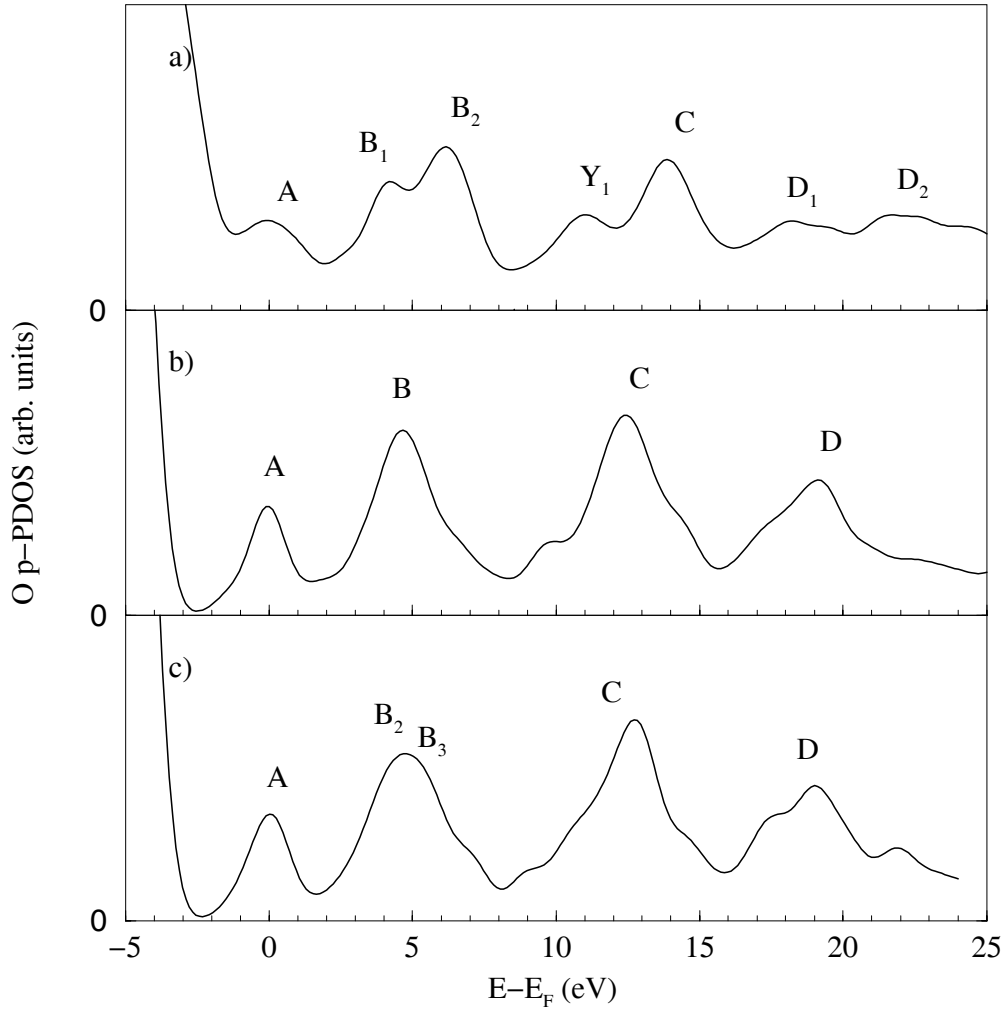 a)
A
B₁
B₂
Y₁
C
D₁
D₂
0
b)
A
B
C
D
0
c)
A
B₂
B₃
C
D
0
−5 0 5 10 15 20 25
E−E_F (eV)
O p−PDOS (arb. units)